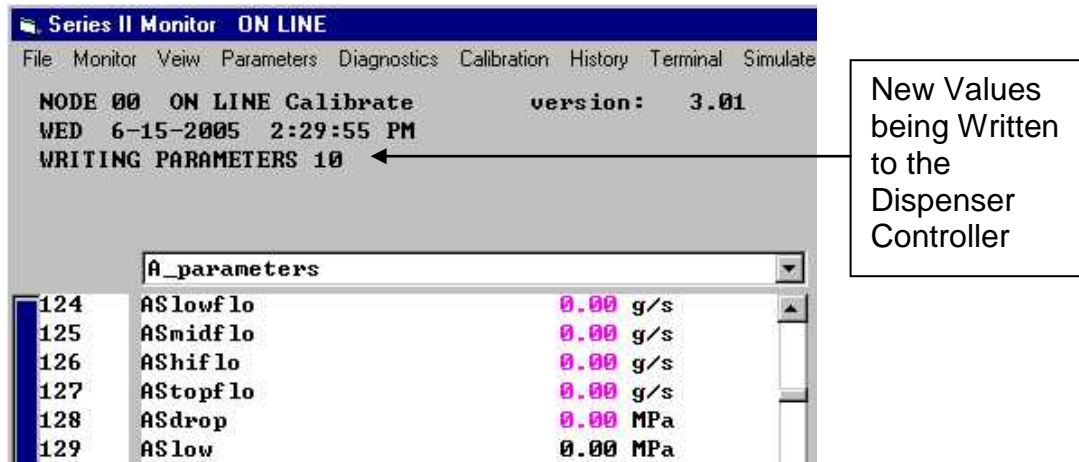 Series II Monitor ON LINE
File Monitor Veiw Parameters Diagnostics Calibration History Terminal Simulate
NODE 00 ON LINE Calibrate version: 3.01
WED 6-15-2005 2:29:55 PM
WRITING PARAMETERS 10
A_parameters
124 ASlowflo 0.00 g/s
125 ASmidflo 0.00 g/s
126 AShiflo 0.00 g/s
127 AStopflo 0.00 g/s
128 ASdrop 0.00 MPa
129 ASlow 0.00 MPa
New Values
being Written
to the
Dispenser
Controller